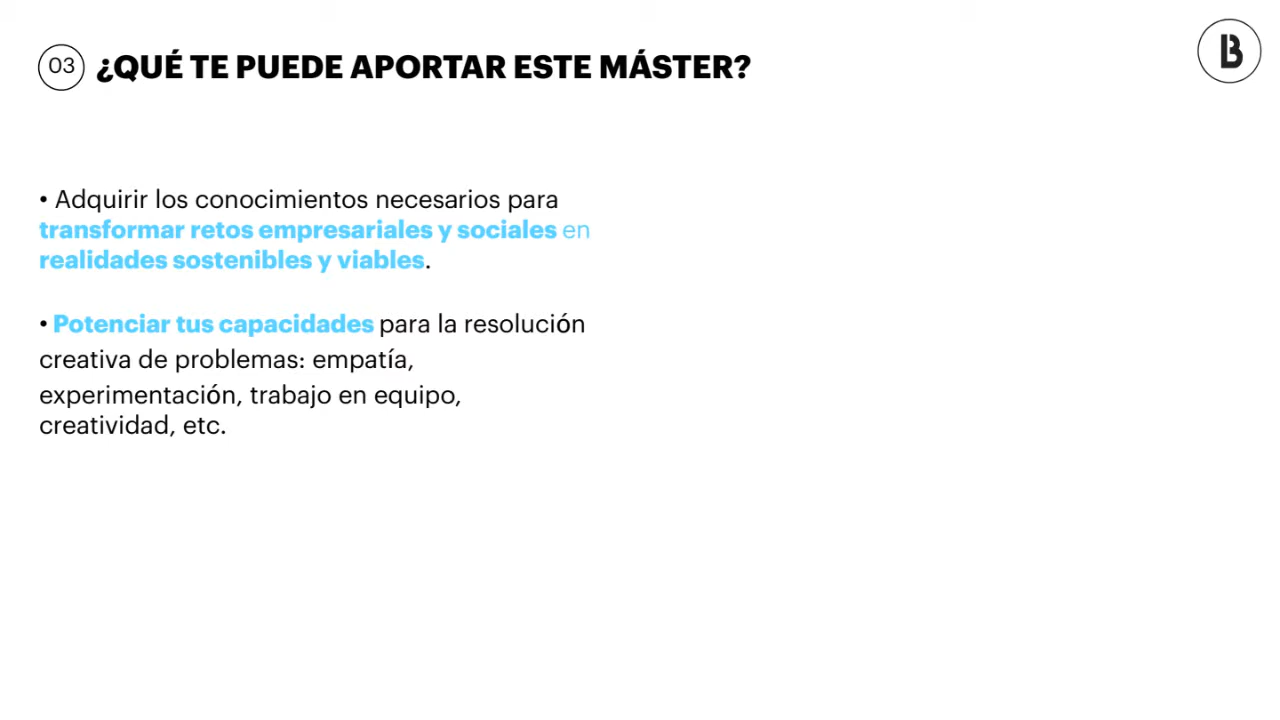 03 ¿QUÉ TE PUEDE APORTAR ESTE MÁSTER?
B
• Adquirir los conocimientos necesarios para
transformar retos empresariales y sociales en
realidades sostenibles y viables.
• Potenciar tus capacidades para la resolución
creativa de problemas: empatía,
experimentación, trabajo en equipo,
creatividad, etc.